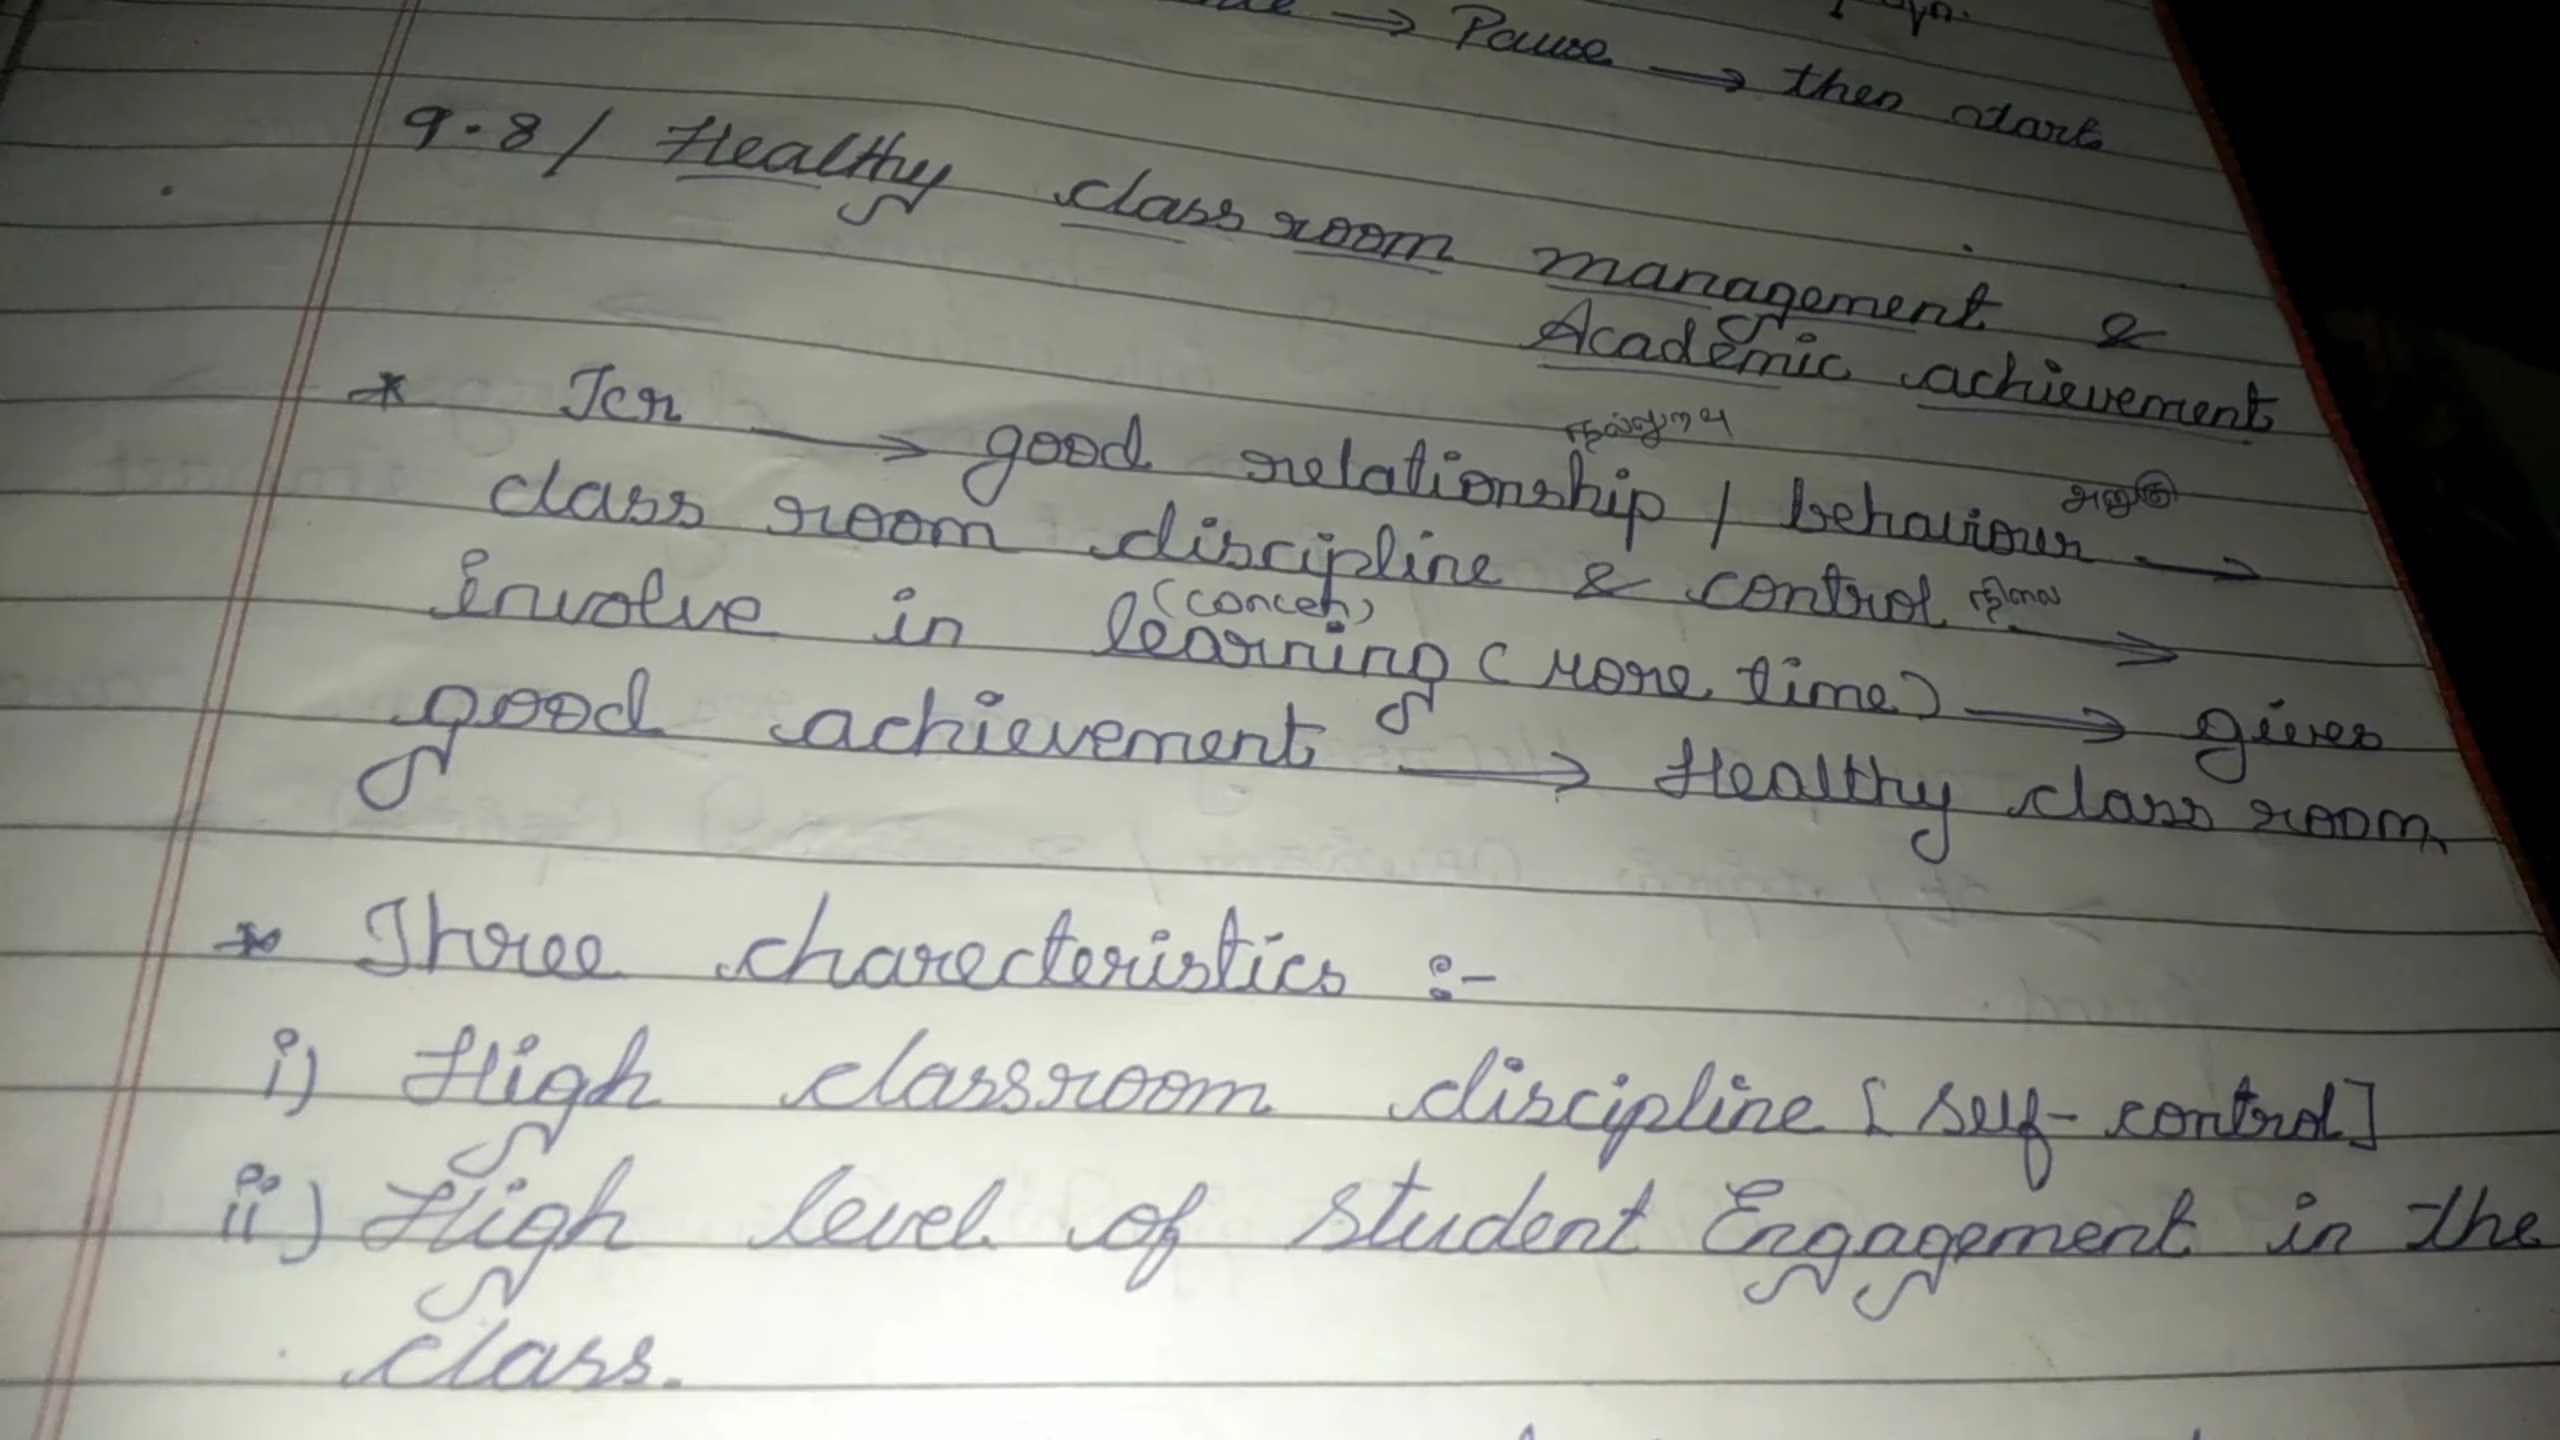 → Pause → then start
9.8/ Healthy class room management &
Academic achievement
* Tcr → good relationship / behaviour →
class room discipline & control →
(conceп)
involve in learning (More time) → gives
good achievement → Healthy class room
* Three charecteristics :-
i) High classroom discipline [self-control]
ii) High level of student Engagement in the
class.